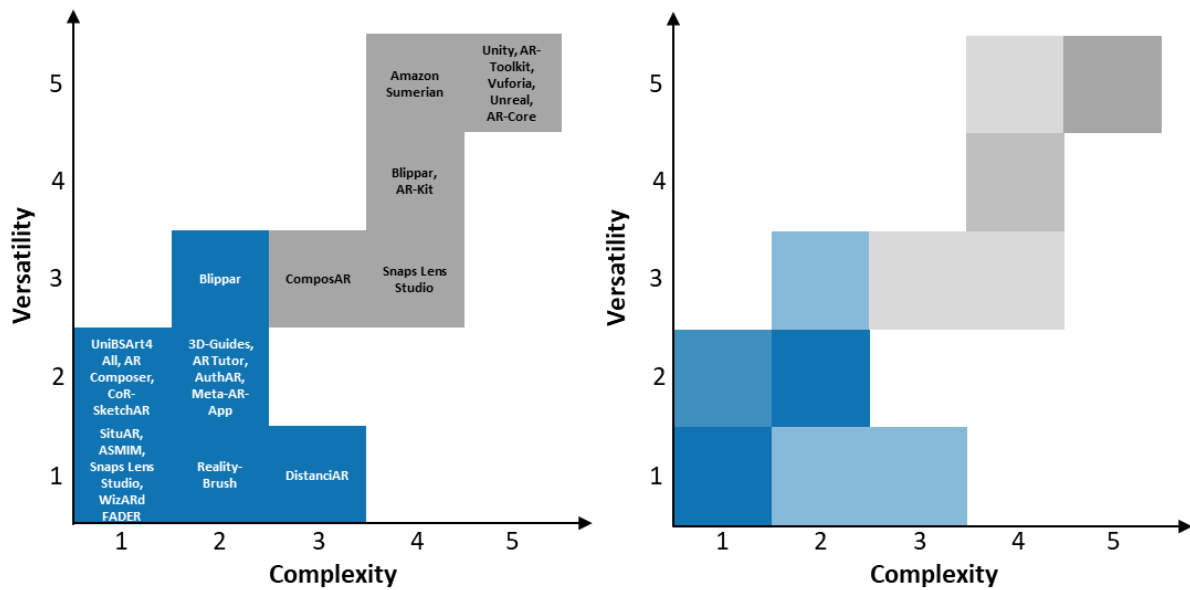 Versatility
5
Amazon
Sumerian
Unity, AR-
Toolkit,
Vuforia,
Unreal,
AR-Core
4
Blippar,
AR-Kit
3
Blippar
ComposAR
Snaps Lens
Studio
2
UniBSArt4
All, AR
Composer,
CoR-
SketchAR
3D-Guides,
AR Tutor,
AuthAR,
Meta-AR-
App
1
SituAR,
ASMIM,
Snaps Lens
Studio,
WizARd
FADER
Reality-
Brush
DistanciAR
1
2
3
4
5
Complexity
Versatility
5
4
3
2
1
1
2
3
4
5
Complexity